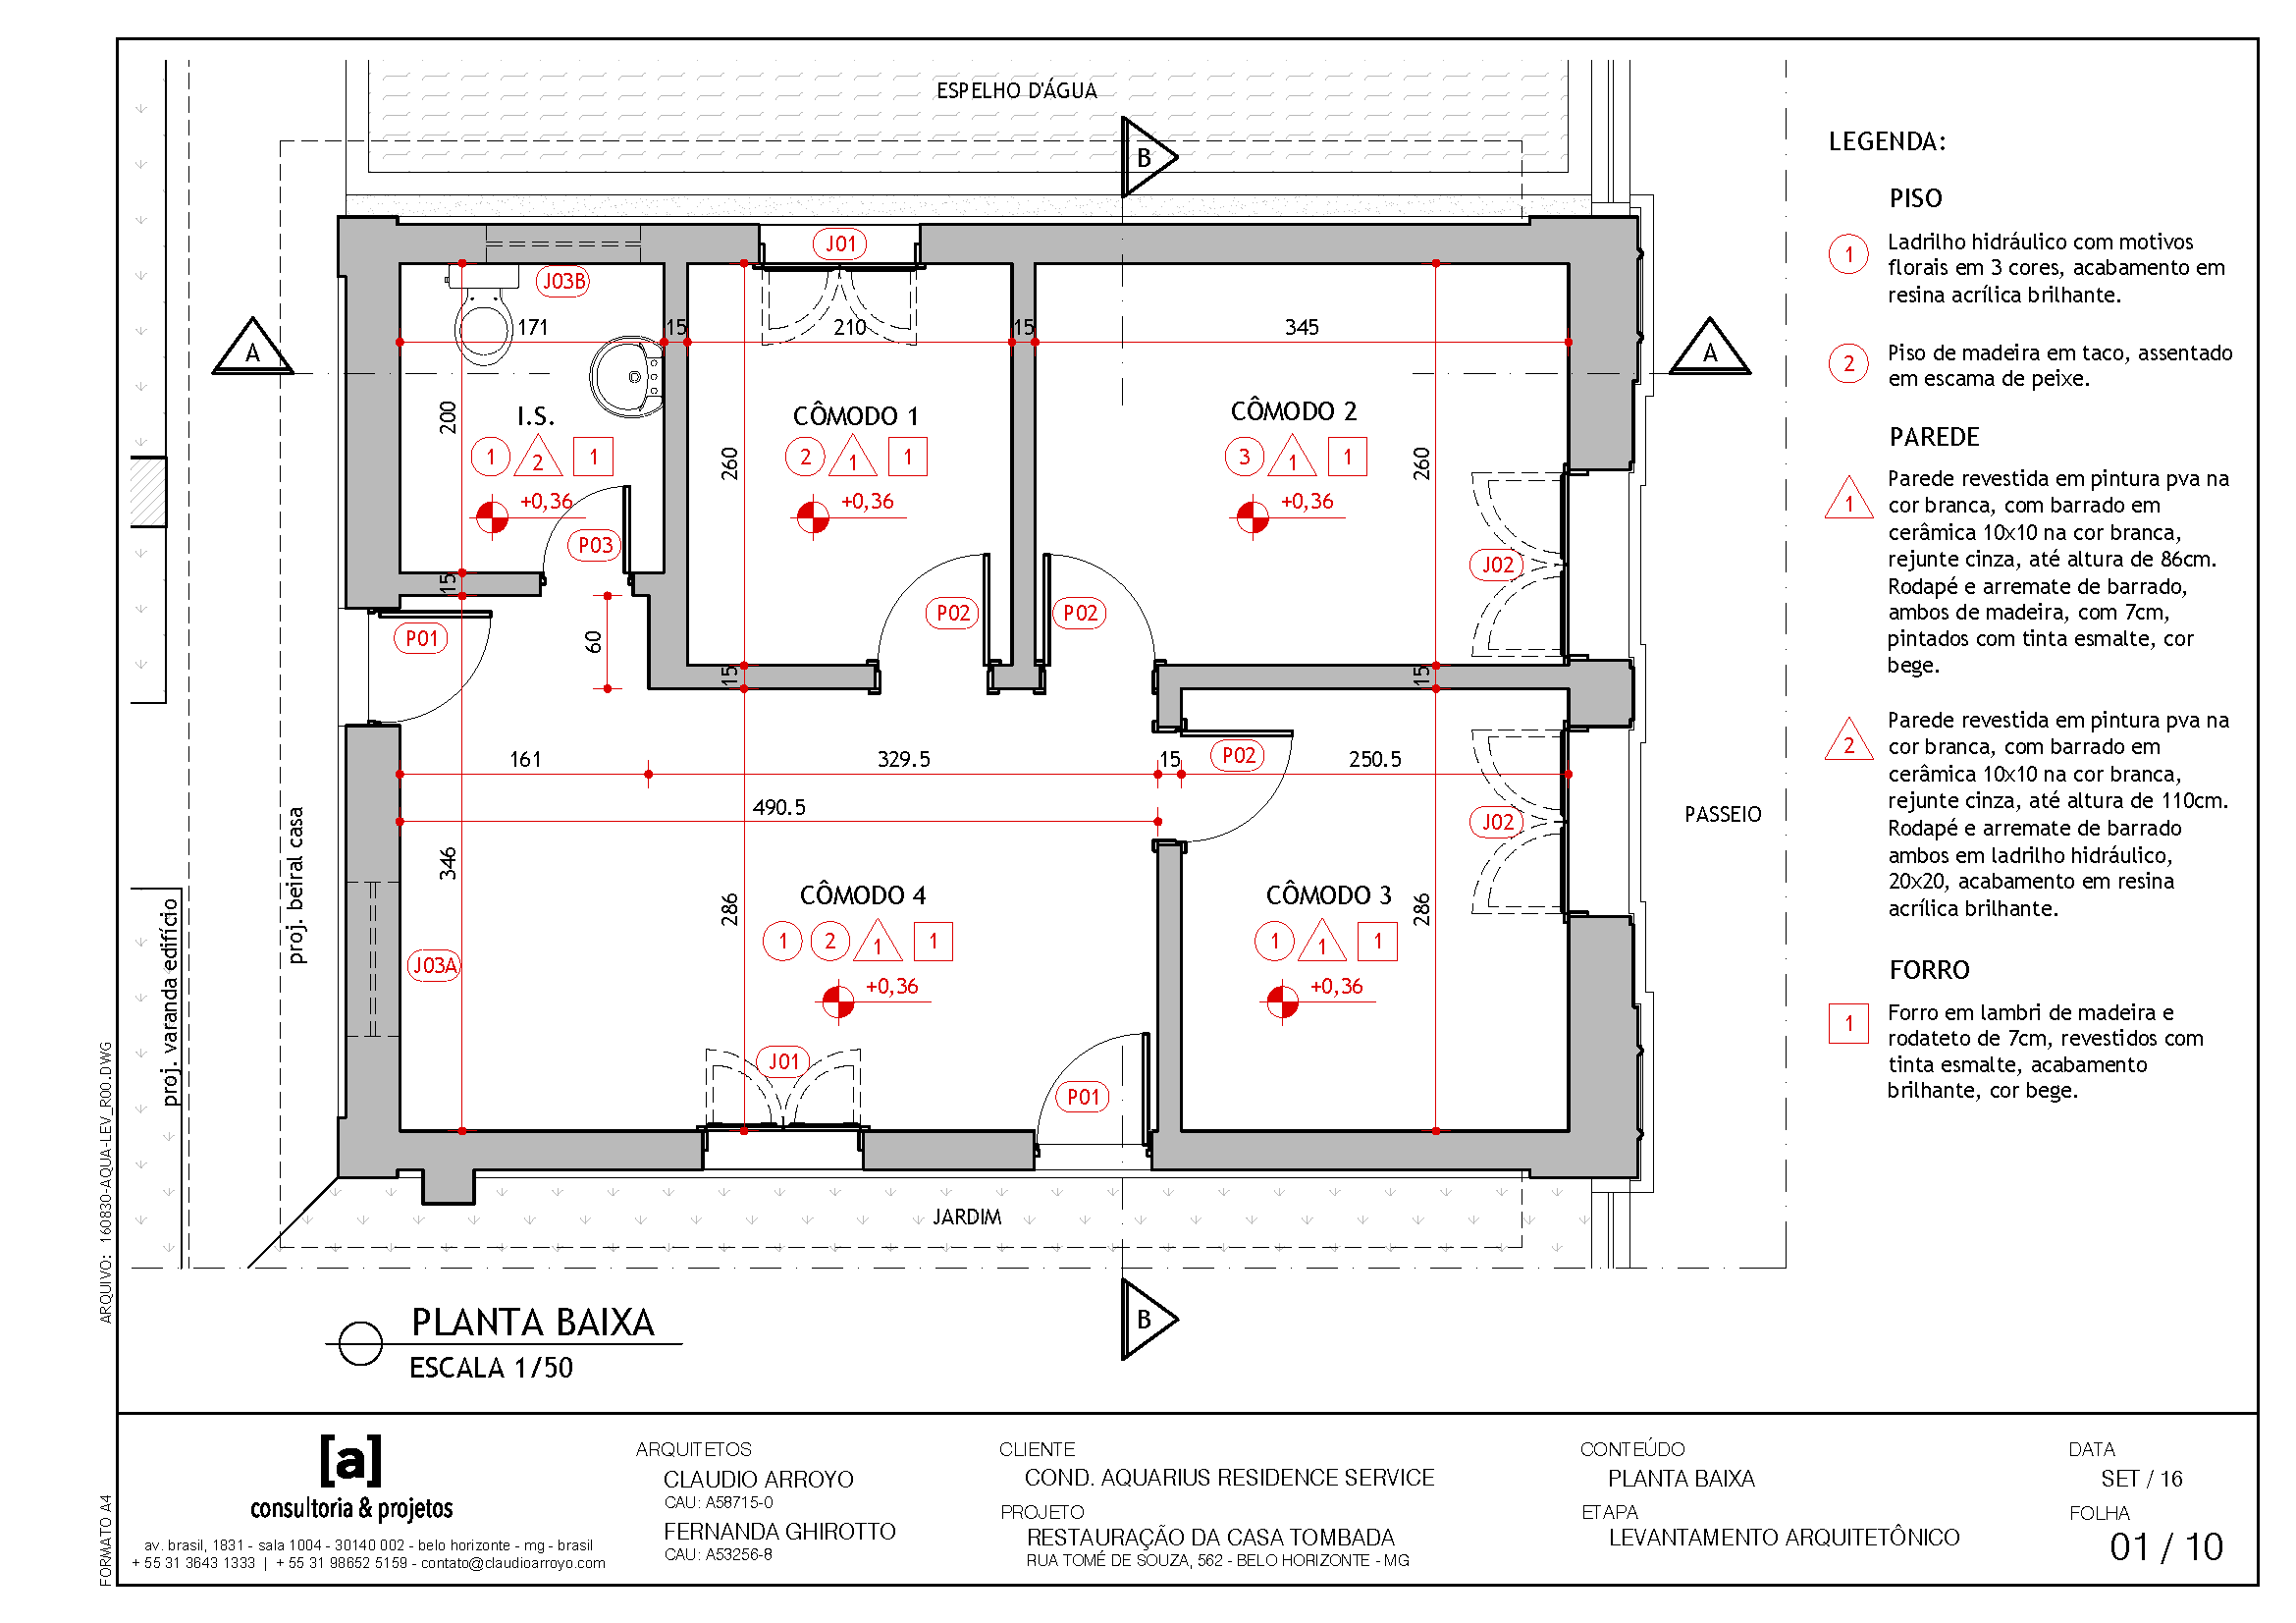 ESPELHO D'ÁGUA
B
J01
J03B
171
15
210
15
345
A
A
200
260
260
I.S.
1
2
1
+0,36
P03
CÔMODO 1
2
1
1
+0,36
CÔMODO 2
3
1
1
+0,36
J02
15
P01
60
P02
P02
15
15
161
329.5
15
P02
250.5
490.5
J02
346
286
286
CÔMODO 4
1
2
1
1
+0,36
CÔMODO 3
1
1
1
+0,36
J03A
J01
P01
proj. beiral casa
proj. varanda edifício
PASSEIO
JARDIM
B
PLANTA BAIXA
ESCALA 1/50
LEGENDA:
PISO
1
Ladrilho hidráulico com motivos
florais em 3 cores, acabamento em
resina acrílica brilhante.
2
Piso de madeira em taco, assentado
em escama de peixe.
PAREDE
1
Parede revestida em pintura pva na
cor branca, com barrado em
cerâmica 10x10 na cor branca,
rejunte cinza, até altura de 86cm.
Rodapé e arremate de barrado,
ambos de madeira, com 7cm,
pintados com tinta esmalte, cor
bege.
2
Parede revestida em pintura pva na
cor branca, com barrado em
cerâmica 10x10 na cor branca,
rejunte cinza, até altura de 110cm.
Rodapé e arremate de barrado
ambos em ladrilho hidráulico,
20x20, acabamento em resina
acrílica brilhante.
FORRO
1
Forro em lambri de madeira e
rodateto de 7cm, revestidos com
tinta esmalte, acabamento
brilhante, cor bege.
ARQUIVO: 160830-AQUA-LEV_R00.DWG
FORMATO A4
[a]
consultoria & projetos
av. brasil, 1831 - sala 1004 - 30140 002 - belo horizonte - mg - brasil
+ 55 31 3643 1333 | + 55 31 98652 5159 - contato@claudioarroyo.com
ARQUITETOS
CLAUDIO ARROYO
CAU: A58715-0
FERNANDA GHIROTTO
CAU: A53256-8
CLIENTE
COND. AQUARIUS RESIDENCE SERVICE
PROJETO
RESTAURAÇÃO DA CASA TOMBADA
RUA TOMÉ DE SOUZA, 562 - BELO HORIZONTE - MG
CONTEÚDO
PLANTA BAIXA
ETAPA
LEVANTAMENTO ARQUITETÔNICO
DATA
SET / 16
FOLHA
01 / 10